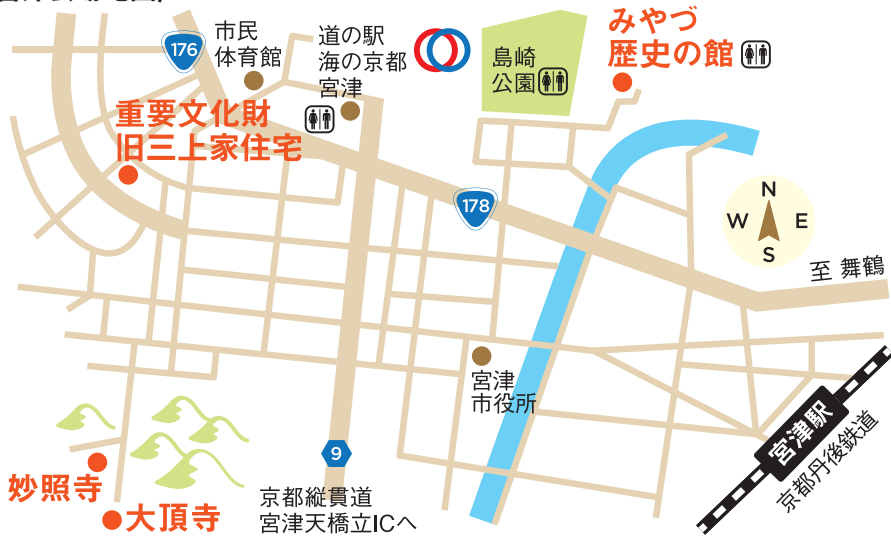 176
市民
体育館
道の駅
海の京都
宮津
島崎
公園
みやづ
歴史の館
重要文化財
旧三上家住宅
178
N
W E
S
至 舞鶴
宮津
市役所
宮津駅
京都丹後鉄道
9
京都縦貫道
宮津天橋立ICへ
妙照寺
大頂寺